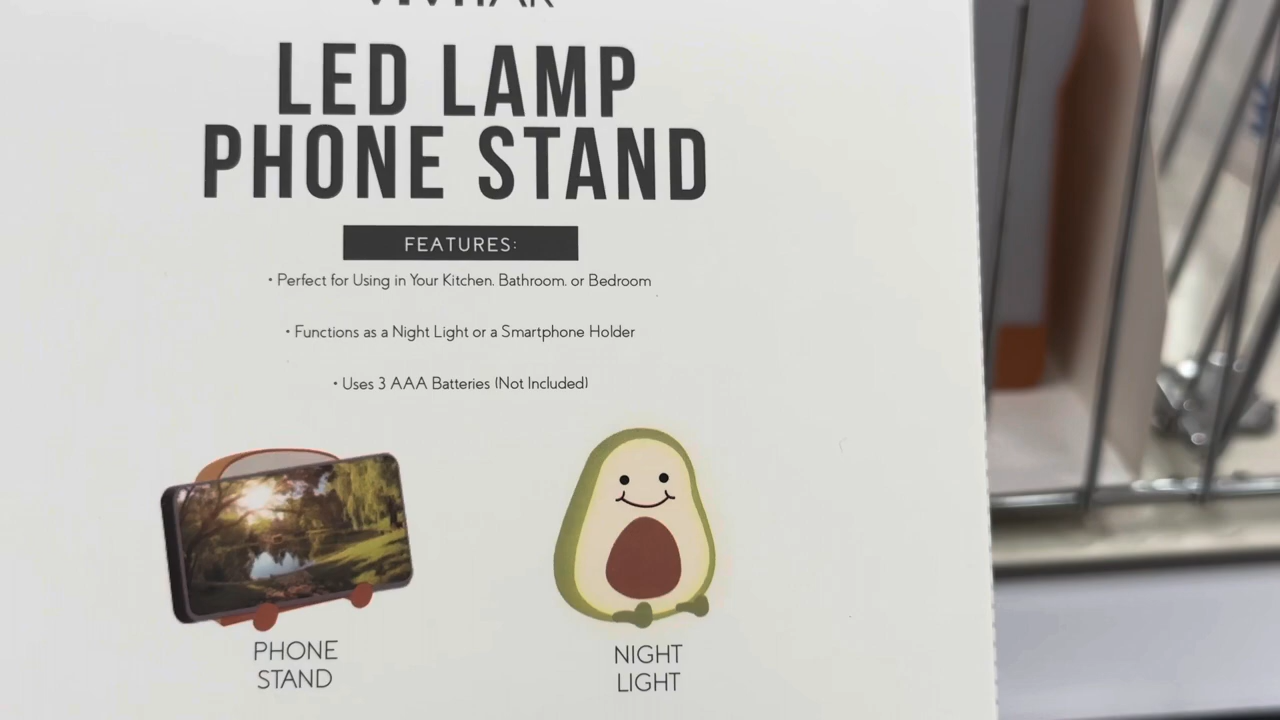 LED LAMP
PHONE STAND
FEATURES:
• Perfect for Using in Your Kitchen, Bathroom, or Bedroom
• Functions as a Night Light or a Smartphone Holder
• Uses 3 AAA Batteries (Not Included)
PHONE
STAND
NIGHT
LIGHT